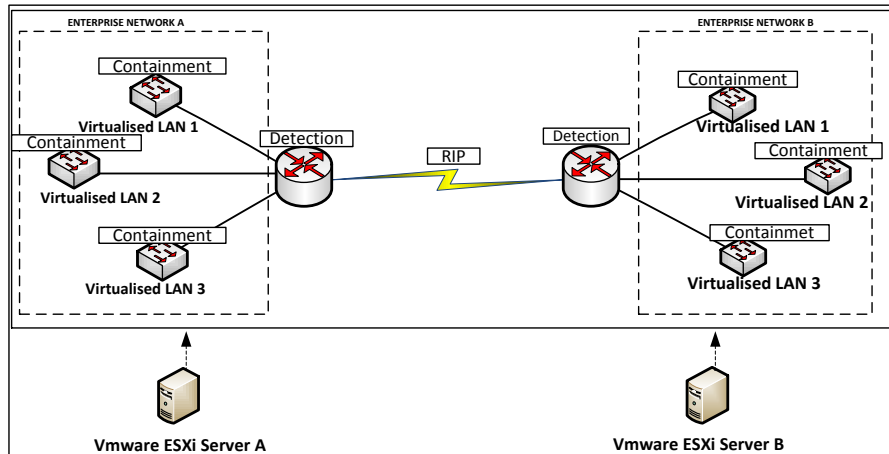 ENTERPRISE NETWORK A
ENTERPRISE NETWORK B
Containment
Virtualised LAN 1
Containment
Virtualised LAN 2
Containment
Virtualised LAN 3
Detection
RIP
Detection
Containment
Virtualised LAN 1
Containment
Virtualised LAN 2
Containmet
Virtualised LAN 3
Vmware ESXi Server A
Vmware ESXi Server B